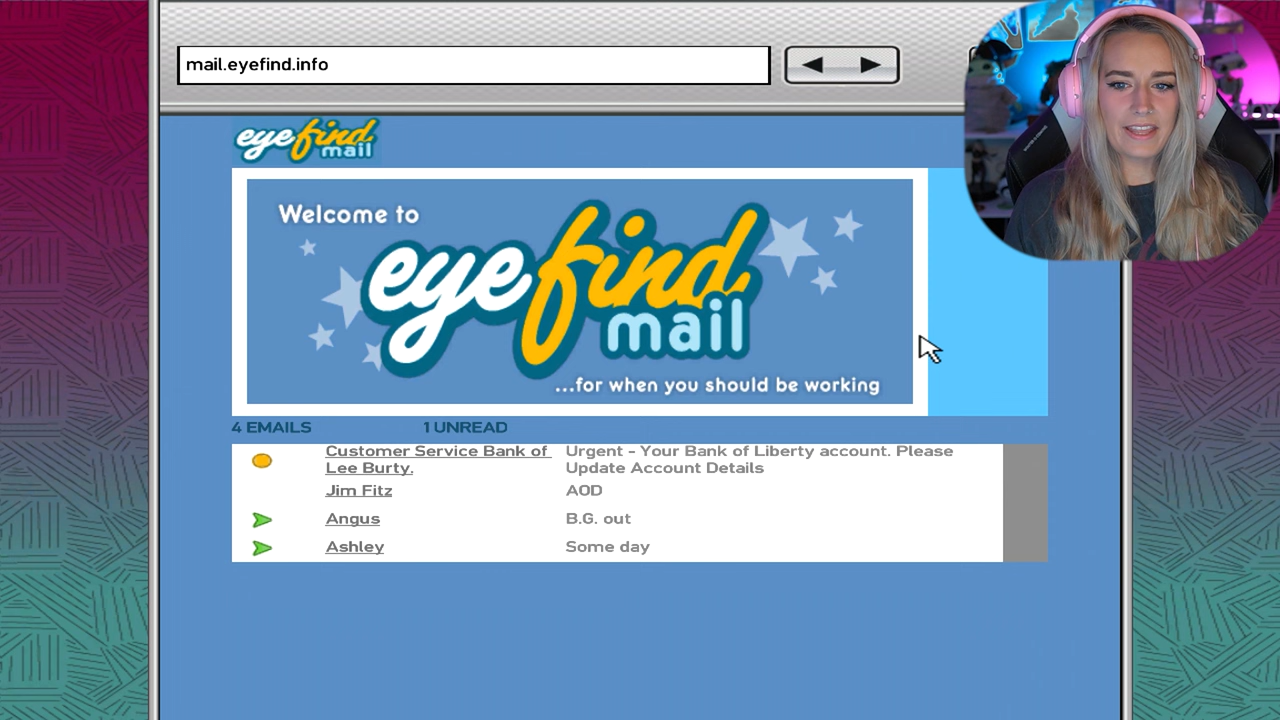 mail.eyefind.info
eyefind
mail
Welcome to
eyefind
mail
...for when you should be working
4 EMAILS 1 UNREAD
Customer Service Bank of Urgent - Your Bank of Liberty account. Please
Lee Burty. Update Account Details
Jim Fitz AOD
Angus B.G. out
Ashley Some day